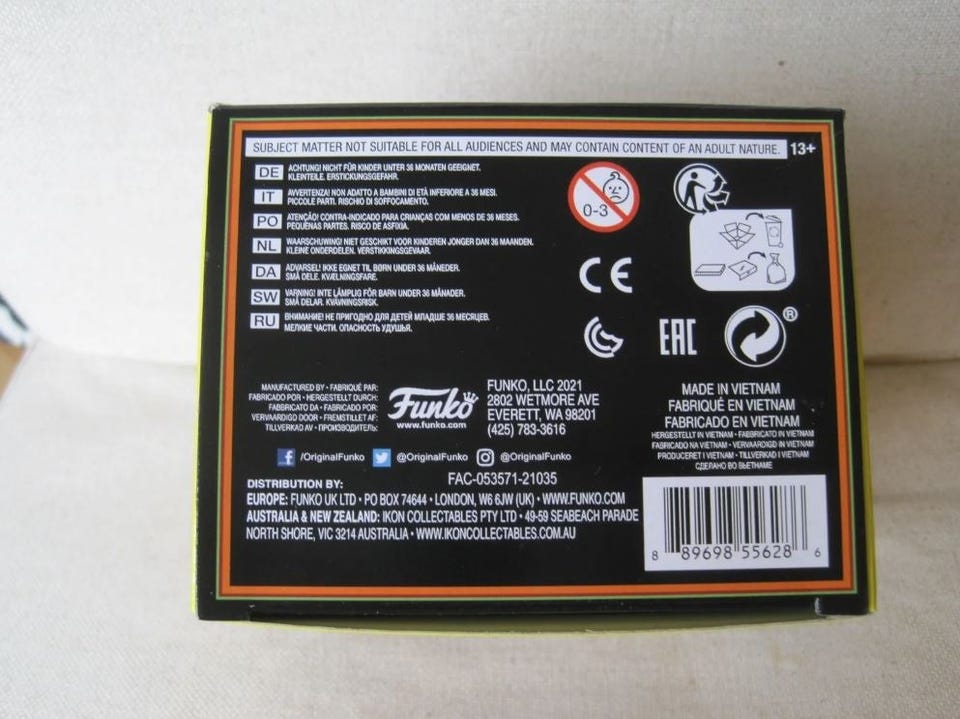 SUBJECT MATTER NOT SUITABLE FOR ALL AUDIENCES AND MAY CONTAIN CONTENT OF AN ADULT NATURE. 13+
DE ACHTUNG! NICHT FÜR KINDER UNTER 36 MONATEN GEEIGNET.
KLEINTEILE. ERSTICKUNGSGEFAHR.
IT AVVERTENZA! NON ADATTO A BAMBINI DI ETÀ INFERIORE A 36 MESI.
PICCOLE PARTI. RISCHIO DI SOFFOCAMENTO.
PO ATENÇÃO! CONTRA-INDICADO PARA CRIANÇAS COM MENOS DE 36 MESES.
PEQUENAS PARTES. RISCO DE ASFIXIA.
NL WAARSCHUWING! NIET GESCHIKT VOOR KINDEREN JONGER DAN 36 MAANDEN.
KLEINE ONDERDELEN. VERSTIKKINGSGEVAAR.
DA ADVARSEL! IKKE EGNET TIL BØRN UNDER 36 MÅNEDER.
SMÅ DELE. KVÆLNINGSFARE.
SW VARNING! INTE LÄMPLIG FÖR BARN UNDER 36 MÅNADER.
SMÅ DELAR. KVÄVNINGSRISK.
RU ВНИМАНИЕ! НЕ ПРИГОДНО ДЛЯ ДЕТЕЙ МЛАДШЕ 36 МЕСЯЦЕВ.
МЕЛКИЕ ЧАСТИ. ОПАСНОСТЬ УДУШЬЯ.
0-3
CE
EAC
®
MANUFACTURED BY • FABRIQUÉ PAR:
FABRICADO POR • HERGESTELLT DURCH:
FABBRICATO DA • FABRICADO POR:
VERVAARDIGD DOOR • FREMSTILLET AF:
TILLVERKAD AV • ПРОИЗВОДИТЕЛЬ:
Funko
www.funko.com
FUNKO, LLC 2021
2802 WETMORE AVE
EVERETT, WA 98201
(425) 783-3616
MADE IN VIETNAM
FABRIQUÉ EN VIETNAM
FABRICADO EN VIETNAM
HERGESTELLT IN VIETNAM • FABBRICATO IN VIETNAM
FABRICADO NA VIETNAM • VERVAARDIGD IN VIETNAM
PRODUCERET I VIETNAM • TILLVERKAD I VIETNAM
СДЕЛАНО ВО ВЬЕТНАМЕ
/OriginalFunko @OriginalFunko @OriginalFunko
FAC-053571-21035
DISTRIBUTION BY:
EUROPE: FUNKO UK LTD • PO BOX 74644 • LONDON, W6 6JW (UK) • WWW.FUNKO.COM
AUSTRALIA & NEW ZEALAND: IKON COLLECTABLES PTY LTD • 49-59 SEABEACH PARADE
NORTH SHORE, VIC 3214 AUSTRALIA • WWW.IKONCOLLECTABLES.COM.AU
8 89698 55628 6